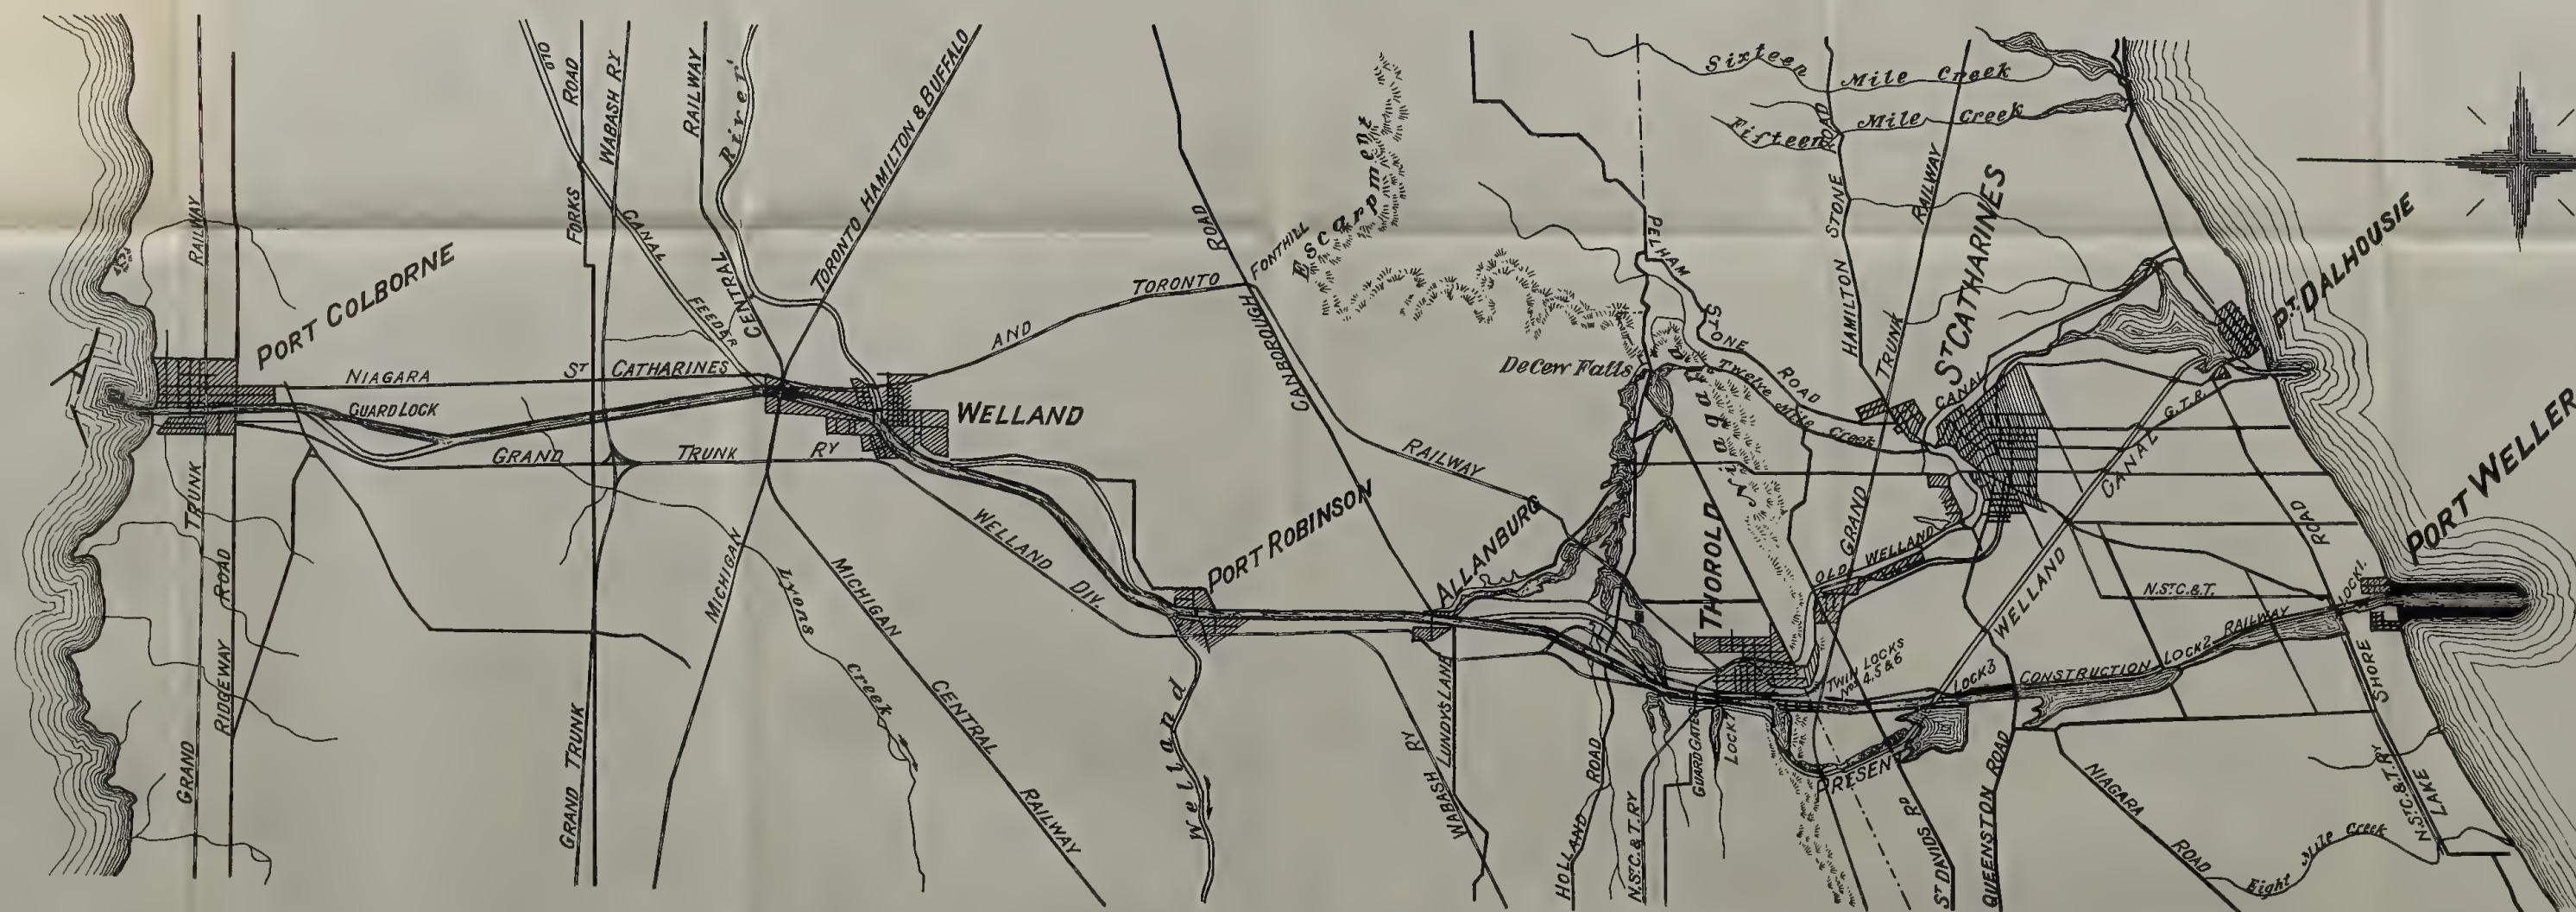 RAILWAY
PORT COLBORNE
GRAND TRUNK
RIDGEWAY ROAD
OLD
FORKS ROAD
WABASH RY
RAILWAY
River
TORONTO HAMILTON & BUFFALO
CANAL FEEDER
CENTRAL
NIAGARA ST CATHARINES AND TORONTO
RAILWAY
GUARD LOCK
WELLAND
GRAND TRUNK RY
WELLAND DIV.
GRAND TRUNK
MICHIGAN
MICHIGAN CENTRAL RAILWAY
Lyons Creek
Welland
PORT ROBINSON
CANBOROUGH ROAD
FONTHILL
Niagara Escarpment
ALLANBURG
LUNDYS LANE
WABASH RY
HOLLAND ROAD
N.ST.C.& T.RY
DeCew Falls
PELHAM STONE ROAD
Twelve Mile Creek
Sixteen Mile Creek
Fifteen Mile Creek
HAMILTON STONE ROAD
GRAND TRUNK RAILWAY
ST CATHARINES
THOROLD
OLD WELLAND CANAL
GUARD GATE
LOCK 7
TWIN LOCKS
Nos 4,5&6
LOCK 3
PRESENT WELLAND CANAL
ST DAVIDS RD
QUEENSTON ROAD
CONSTRUCTION RAILWAY
LOCK 2
LOCK 1.
G.T.R.
PT DALHOUSIE
PORT WELLER
N.ST.C.& T.
LAKE SHORE ROAD
N.ST.C.& T.RY
NIAGARA ROAD
Eight Mile Creek